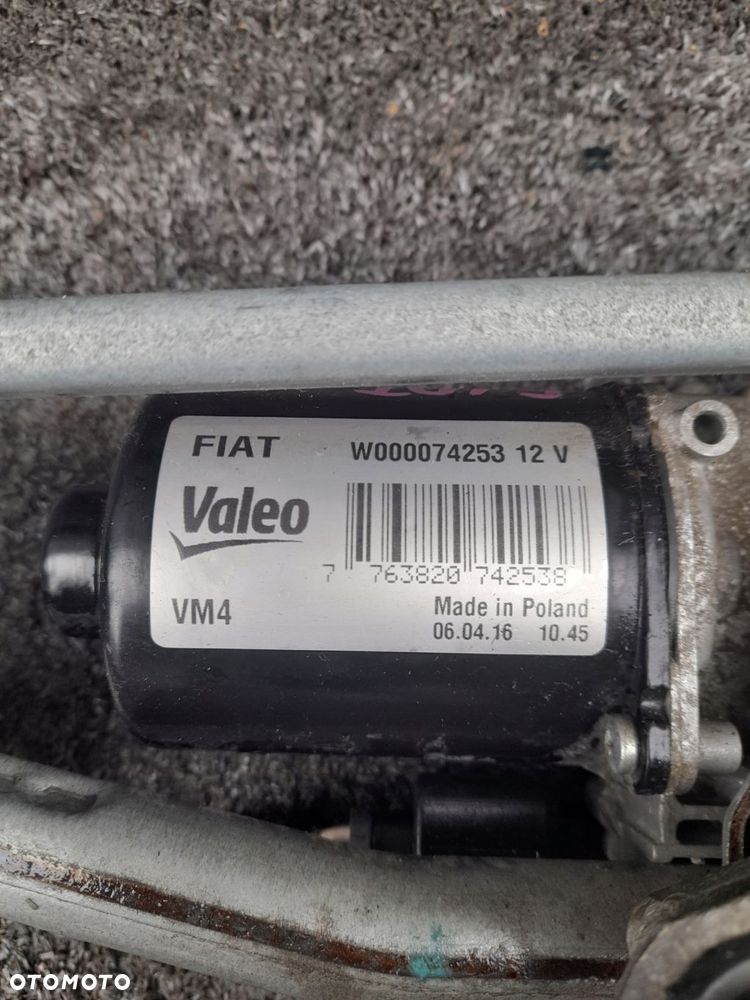 FIAT W000074253 12 V
Valeo
7 763820 742538
VM4 Made in Poland
06.04.16 10.45
OTOMOTO